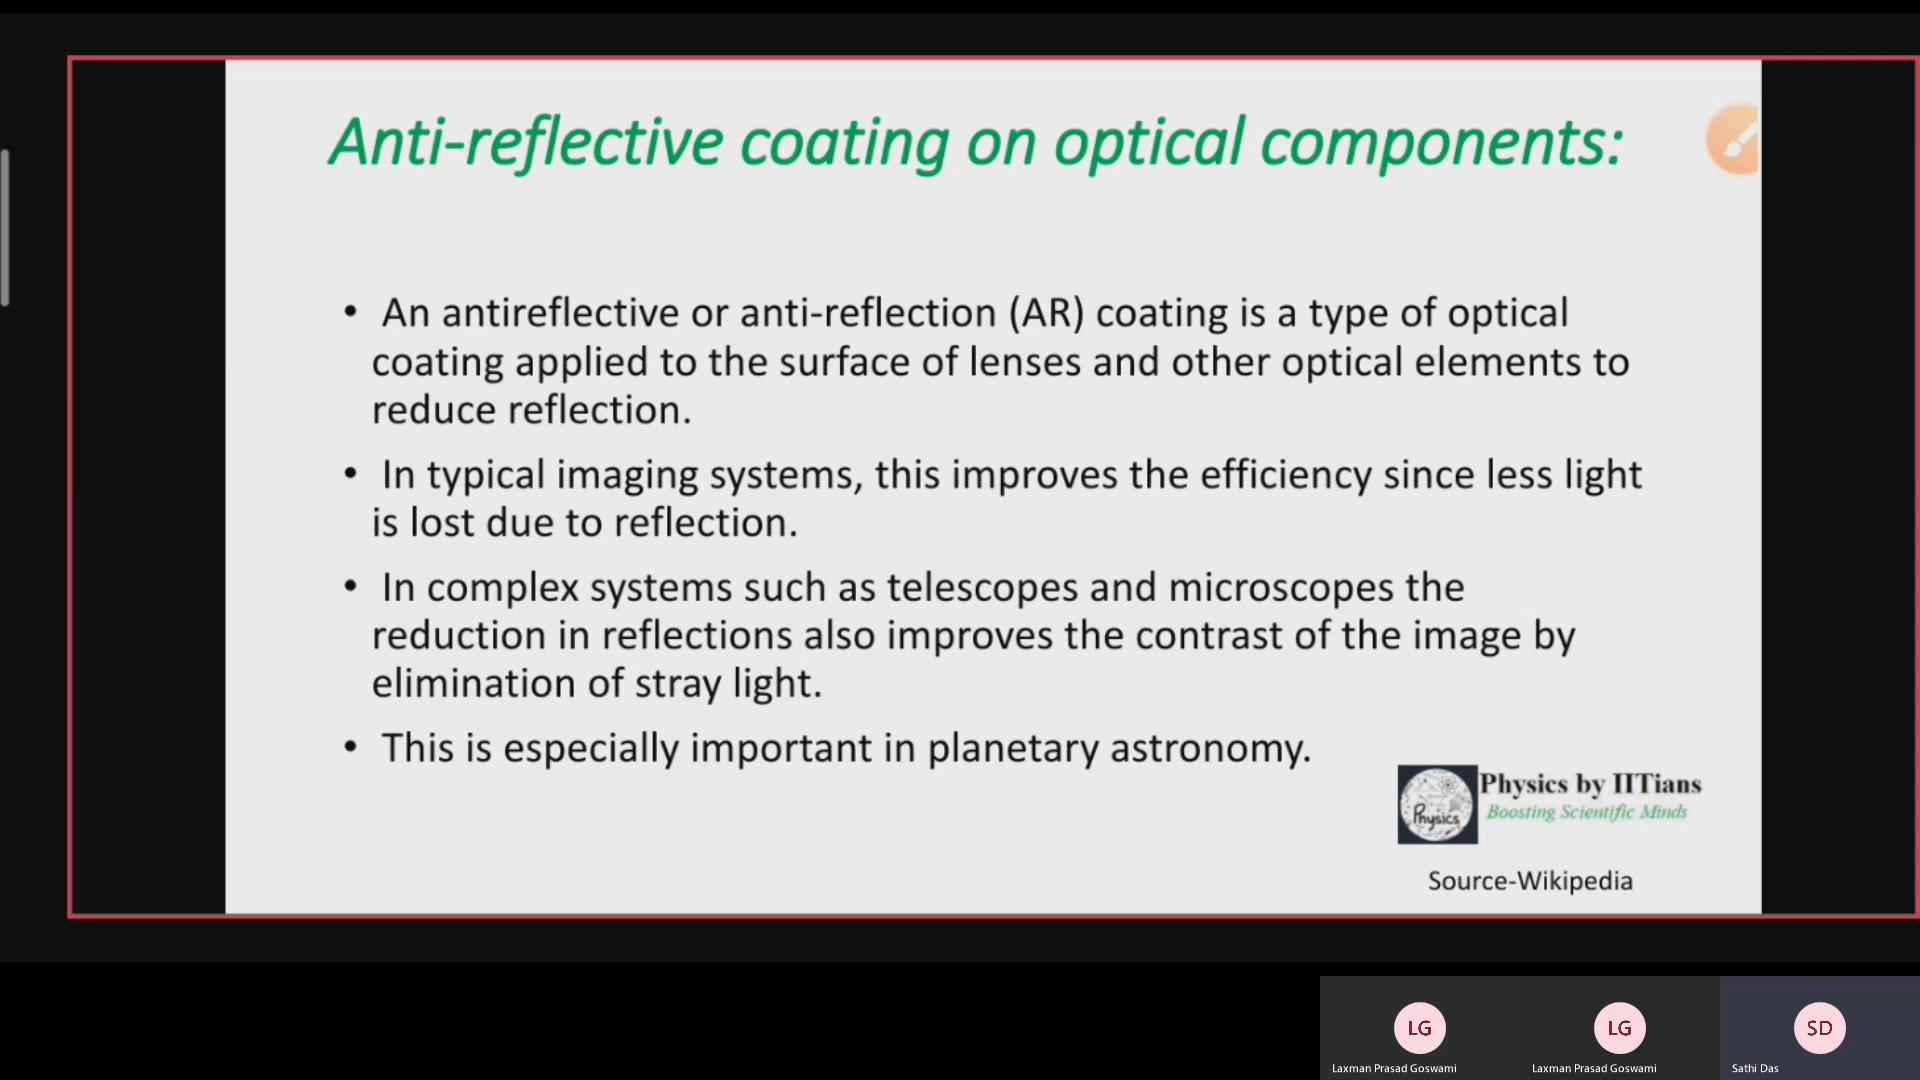 Anti-reflective coating on optical components:
• An antireflective or anti-reflection (AR) coating is a type of optical
coating applied to the surface of lenses and other optical elements to
reduce reflection.
• In typical imaging systems, this improves the efficiency since less light
is lost due to reflection.
• In complex systems such as telescopes and microscopes the
reduction in reflections also improves the contrast of the image by
elimination of stray light.
• This is especially important in planetary astronomy.
Physics
Physics by IITians
Boosting Scientific Minds
Source-Wikipedia
LG
LG
SD
Laxman Prasad Goswami
Laxman Prasad Goswami
Sathi Das